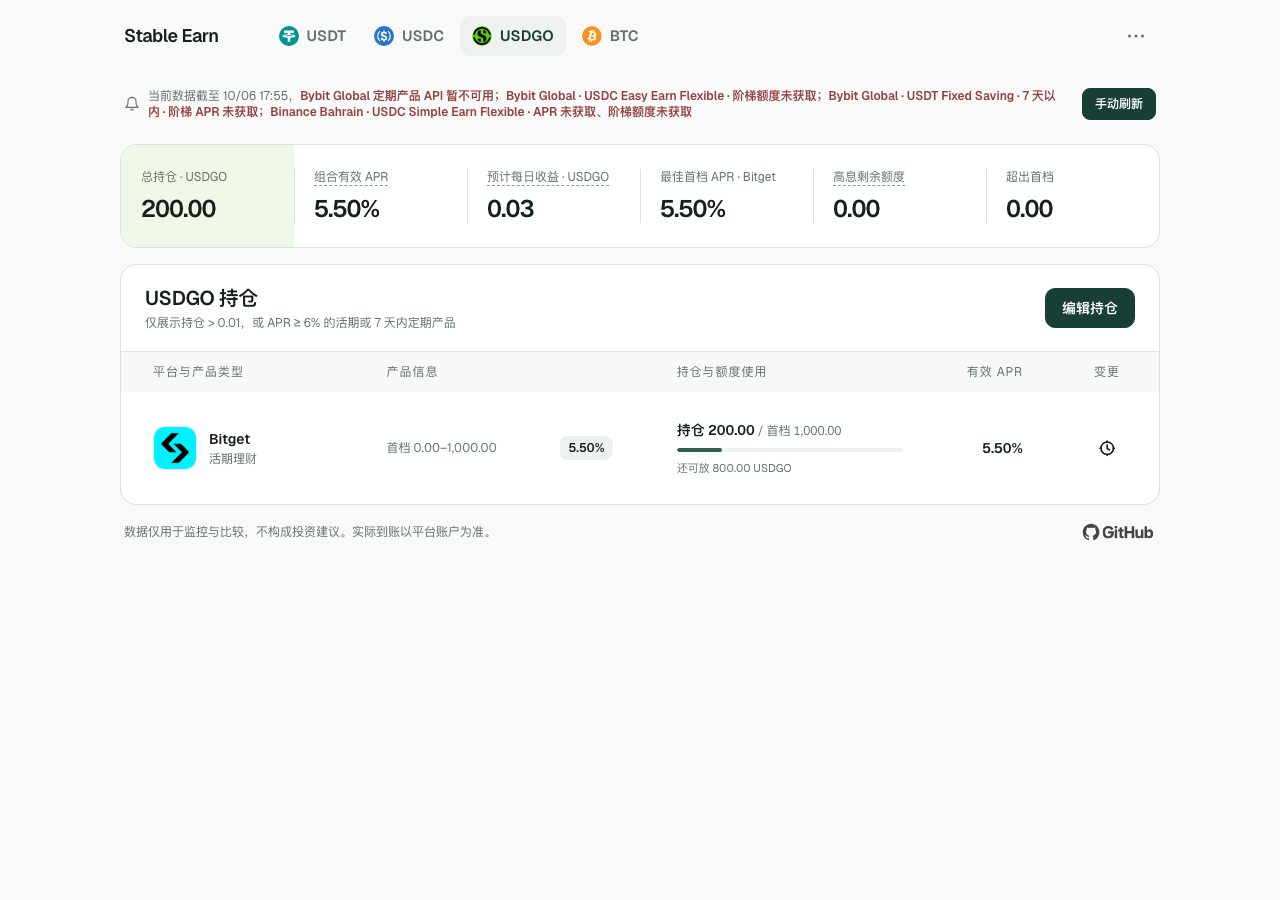 Stable Earn
USDT
USDC
USDGO
BTC
当前数据截至 10/06 17:55，Bybit Global 定期产品 API 暂不可用；Bybit Global · USDC Easy Earn Flexible · 阶梯额度未获取；Bybit Global · USDT Fixed Saving · 7 天以
内 · 阶梯 APR 未获取；Binance Bahrain · USDC Simple Earn Flexible · APR 未获取、阶梯额度未获取
手动刷新
总持仓 · USDGO
200.00
组合有效 APR
5.50%
预计每日收益 · USDGO
0.03
最佳首档 APR · Bitget
5.50%
高息剩余额度
0.00
超出首档
0.00
USDGO 持仓
仅展示持仓 > 0.01，或 APR ≥ 6% 的活期或 7 天内定期产品
编辑持仓
平台与产品类型
产品信息
持仓与额度使用
有效 APR
变更
Bitget
活期理财
首档 0.00–1,000.00
5.50%
持仓 200.00 / 首档 1,000.00
还可放 800.00 USDGO
5.50%
数据仅用于监控与比较，不构成投资建议。实际到账以平台账户为准。
GitHub